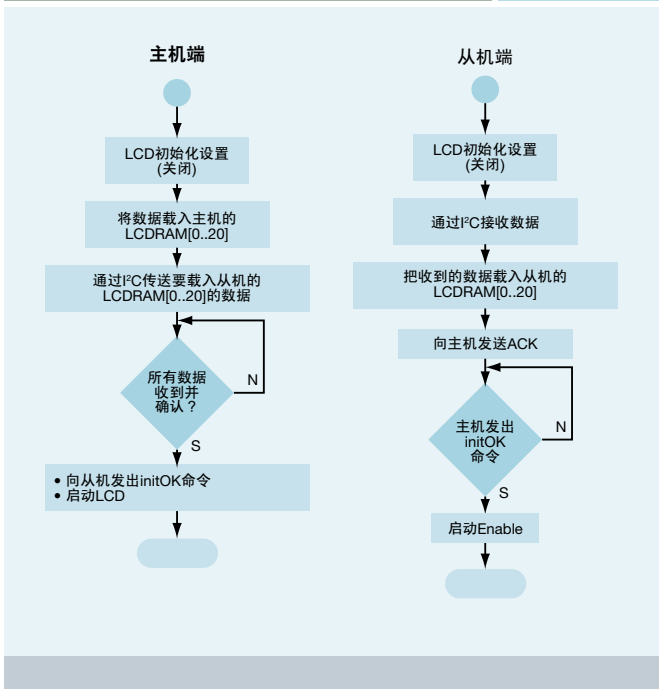 主机端
LCD初始化设置
(关闭)
将数据载入主机的
LCDRAM[0..20]
通过I²C传送要载入从机的
LCDRAM[0..20]的数据
所有数据
收到并
确认？
N
S
• 向从机发出initOK命令
• 启动LCD
从机端
LCD初始化设置
(关闭)
通过I²C接收数据
把收到的数据载入从机的
LCDRAM[0..20]
向主机发送ACK
主机发出
initOK
命令
N
S
启动Enable